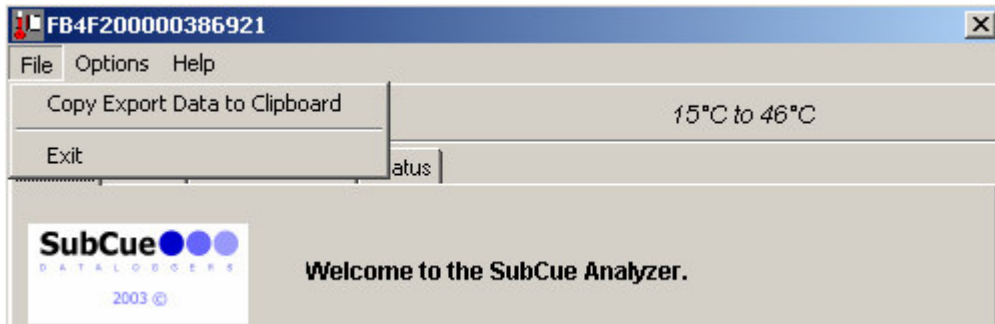 FB4F200000386921
File Options Help
Copy Export Data to Clipboard
15°C to 46°C
Exit
atus
SubCue
DATALOGGERS
2003 ©
Welcome to the SubCue Analyzer.